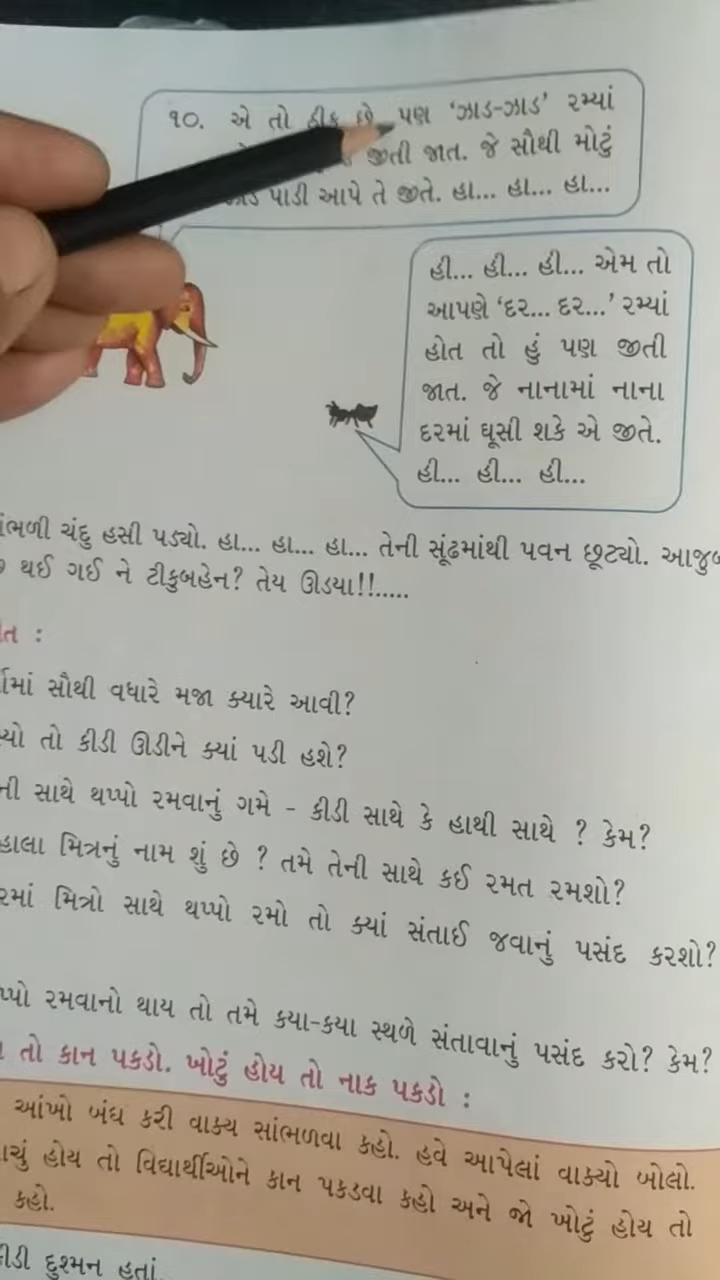 ૧૦. એ તો ઠીક છે પણ ‘ઝાડ-ઝાડ’ રમ્યાં
જીતી જાત. જે સૌથી મોટું
ઝાડ પાડી આપે તે જીતે. હા... હા... હા...
હી... હી... હી... એમ તો
આપણે ‘દર... દર...’ રમ્યાં
હોત તો હું પણ જીતી
જાત. જે નાનામાં નાના
દરમાં ઘૂસી શકે એ જીતે.
હી... હી... હી...
ચંદુ હસી પડ્યો. હા... હા... હા... તેની સૂંઢમાંથી પવન છૂટ્યો.
થઈ ગઈ ને ટીકુબહેન? તેય ઊડયા!!.....
સૌથી વધારે મજા ક્યારે આવી?
તો કીડી ઊડીને ક્યાં પડી હશે?
સાથે થપ્પો રમવાનું ગમે - કીડી સાથે કે હાથી સાથે ? કેમ?
મિત્રનું નામ શું છે ? તમે તેની સાથે કઈ રમત રમશો?
મિત્રો સાથે થપ્પો રમો તો ક્યાં સંતાઈ જવાનું પસંદ કરશો?
રમવાનો થાય તો તમે કયા-કયા સ્થળે સંતાવાનું પસંદ કરો? કેમ?
તો કાન પકડો. ખોટું હોય તો નાક પકડો :
આંખો બંધ કરી વાક્ય સાંભળવા કહો. હવે આપેલાં વાક્યો બોલો.
હોય તો વિદ્યાર્થીઓને કાન પકડવા કહો અને જો ખોટું હોય તો
કહો.
દુશ્મન હતાં.